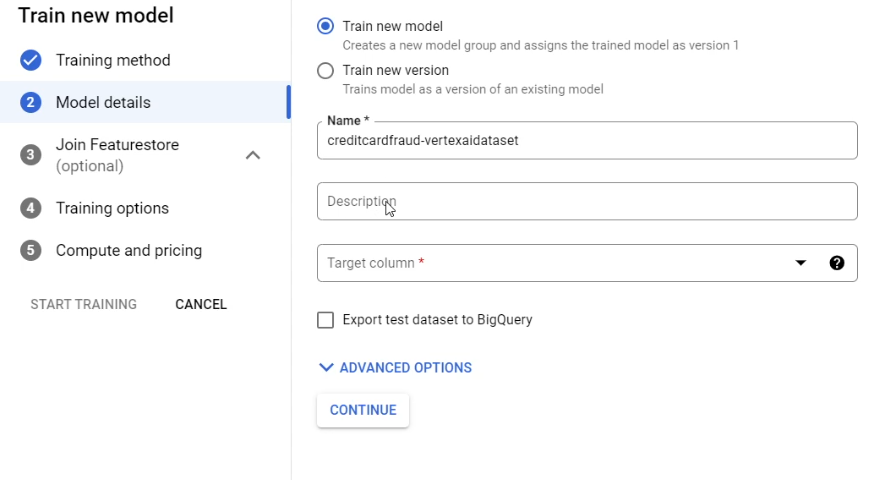 Train new model
Training method
2 Model details
3 Join Featurestore
(optional)
4 Training options
5 Compute and pricing
START TRAINING CANCEL
Train new model
Creates a new model group and assigns the trained model as version 1
Train new version
Trains model as a version of an existing model
Name *
creditcardfraud-vertexaidataset
Description
Target column *
?
Export test dataset to BigQuery
ADVANCED OPTIONS
CONTINUE